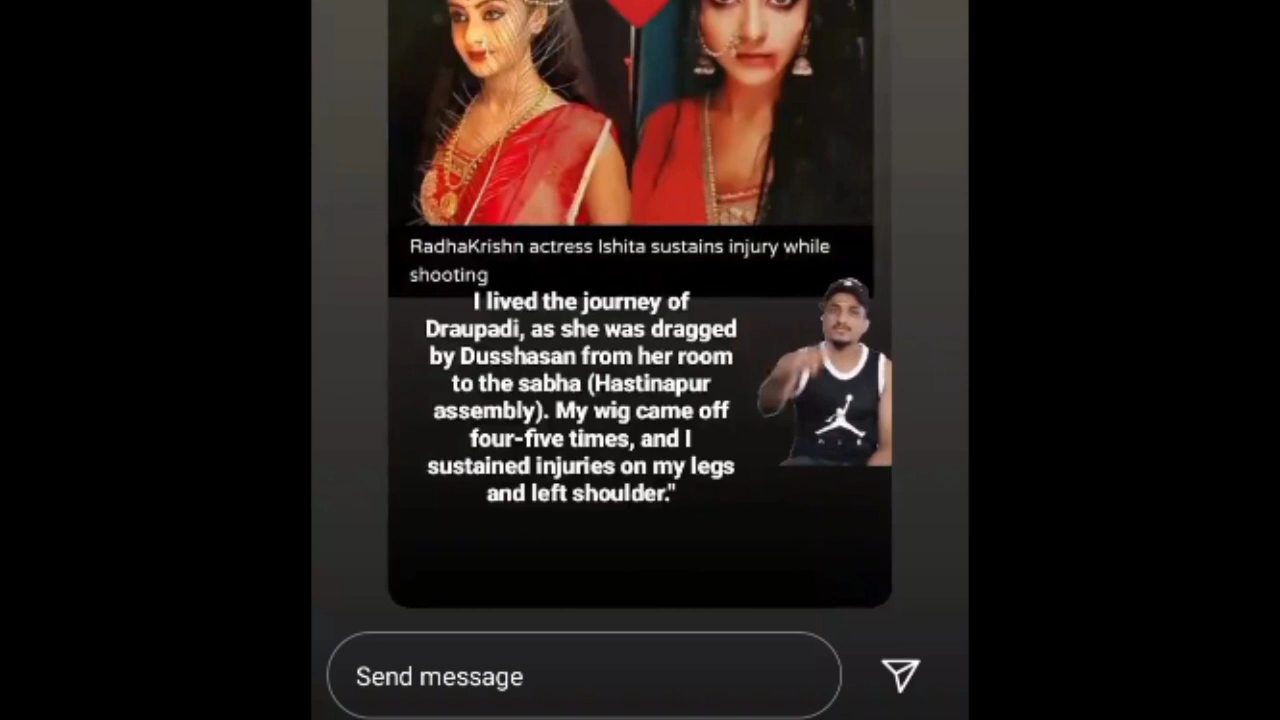 RadhaKrishn actress Ishita sustains injury while
shooting
I lived the journey of
Draupadi, as she was dragged
by Dusshasan from her room
to the sabha (Hastinapur
assembly). My wig came off
four-five times, and I
sustained injuries on my legs
and left shoulder."
Send message